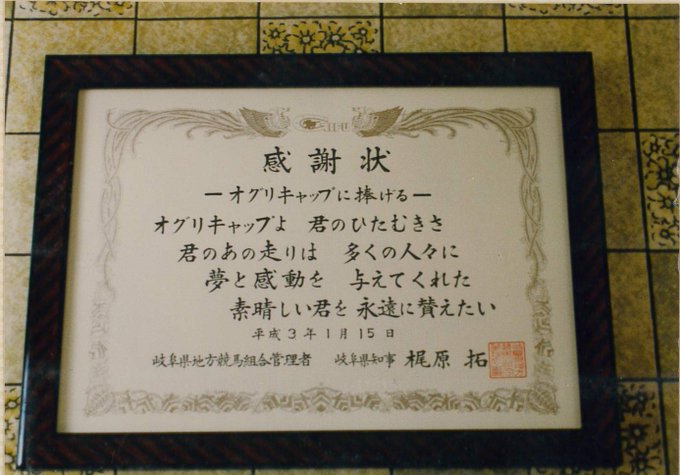 感謝状
ーオグリキャップに捧げるー
オグリキャップよ 君のひたむきさ
君のあの走りは 多くの人々に
夢と感動を 与えてくれた
素晴しい君を 永遠に賛えたい
平成3年1月15日
岐阜県地方競馬組合管理者 岐阜県知事 梶原 拓